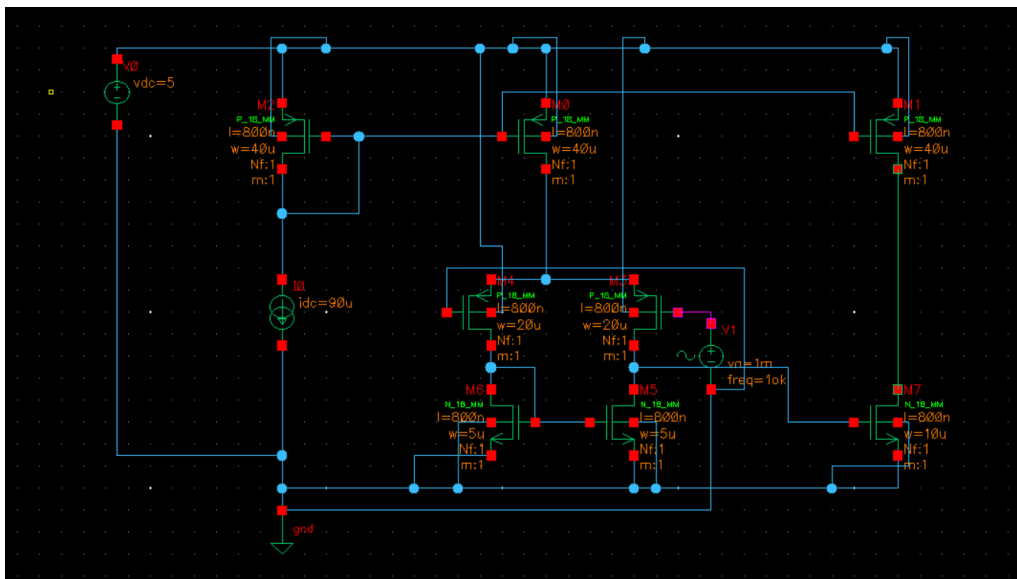 V0
vdc=5
M2
P_18_MM
l=800n
w=40u
Nf:1
m:1
M0
P_18_MM
l=800n
w=40u
Nf:1
m:1
M1
P_18_MM
l=800n
w=40u
Nf:1
m:1
I0
idc=90u
M4
P_18_MM
l=800n
w=20u
Nf:1
m:1
M3
P_18_MM
l=800n
w=20u
Nf:1
m:1
V1
va=1m
freq=10k
M6
N_18_MM
l=800n
w=5u
Nf:1
m:1
M5
N_18_MM
l=800n
w=5u
Nf:1
m:1
M7
N_18_MM
l=800n
w=10u
Nf:1
m:1
gnd